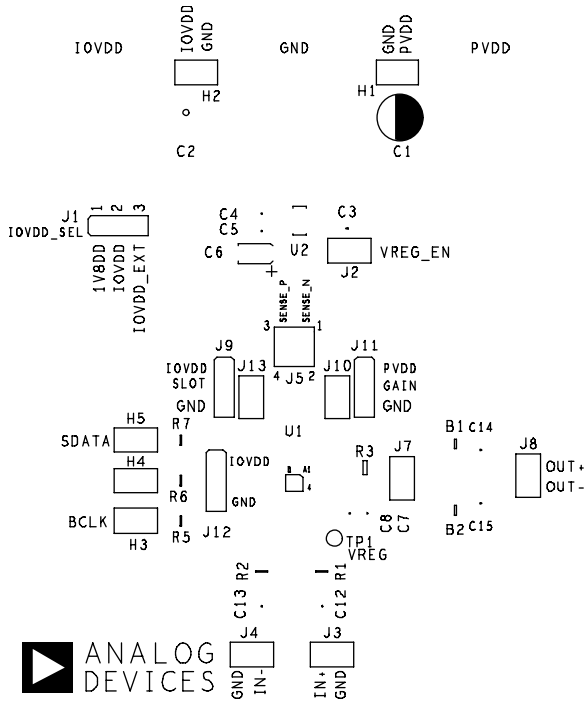 IOVDD
IOVDD
GND
GND
GND
PVDD
PVDD
H2
H1
C2
C1
J1
1
2
3
IOVDD_SEL
1V8DD
IOVDD
IOVDD_EXT
C4
C5
C6
+
U2
C3
J2
VREG_EN
SENSE_P
SENSE_N
3
1
4
J5
2
J9
J13
J10
J11
IOVDD
SLOT
GND
PVDD
GAIN
GND
H5
R7
SDATA
H4
R6
BCLK
H3
R5
U1
IOVDD
GND
J12
B
A1
4
R3
J7
C8
C7
TP1
VREG
B1
C14
B2
C15
J8
OUT+
OUT-
R2
R1
C13
C12
J4
J3
GND
IN-
IN+
GND
ANALOG
DEVICES